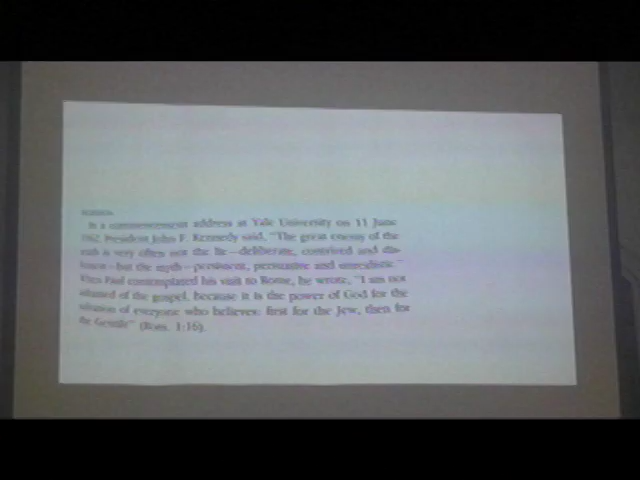 In a commencement address at Yale University on 11 June
1962, President John F. Kennedy said, "The great enemy of the
truth is very often not the lie—deliberate, contrived and dis-
honest—but the myth—persistent, persuasive and unrealistic."
When Paul contemplated his visit to Rome, he wrote, "I am not
ashamed of the gospel, because it is the power of God for the
salvation of everyone who believes: first for the Jew, then for
the Gentile" (Rom. 1:16).